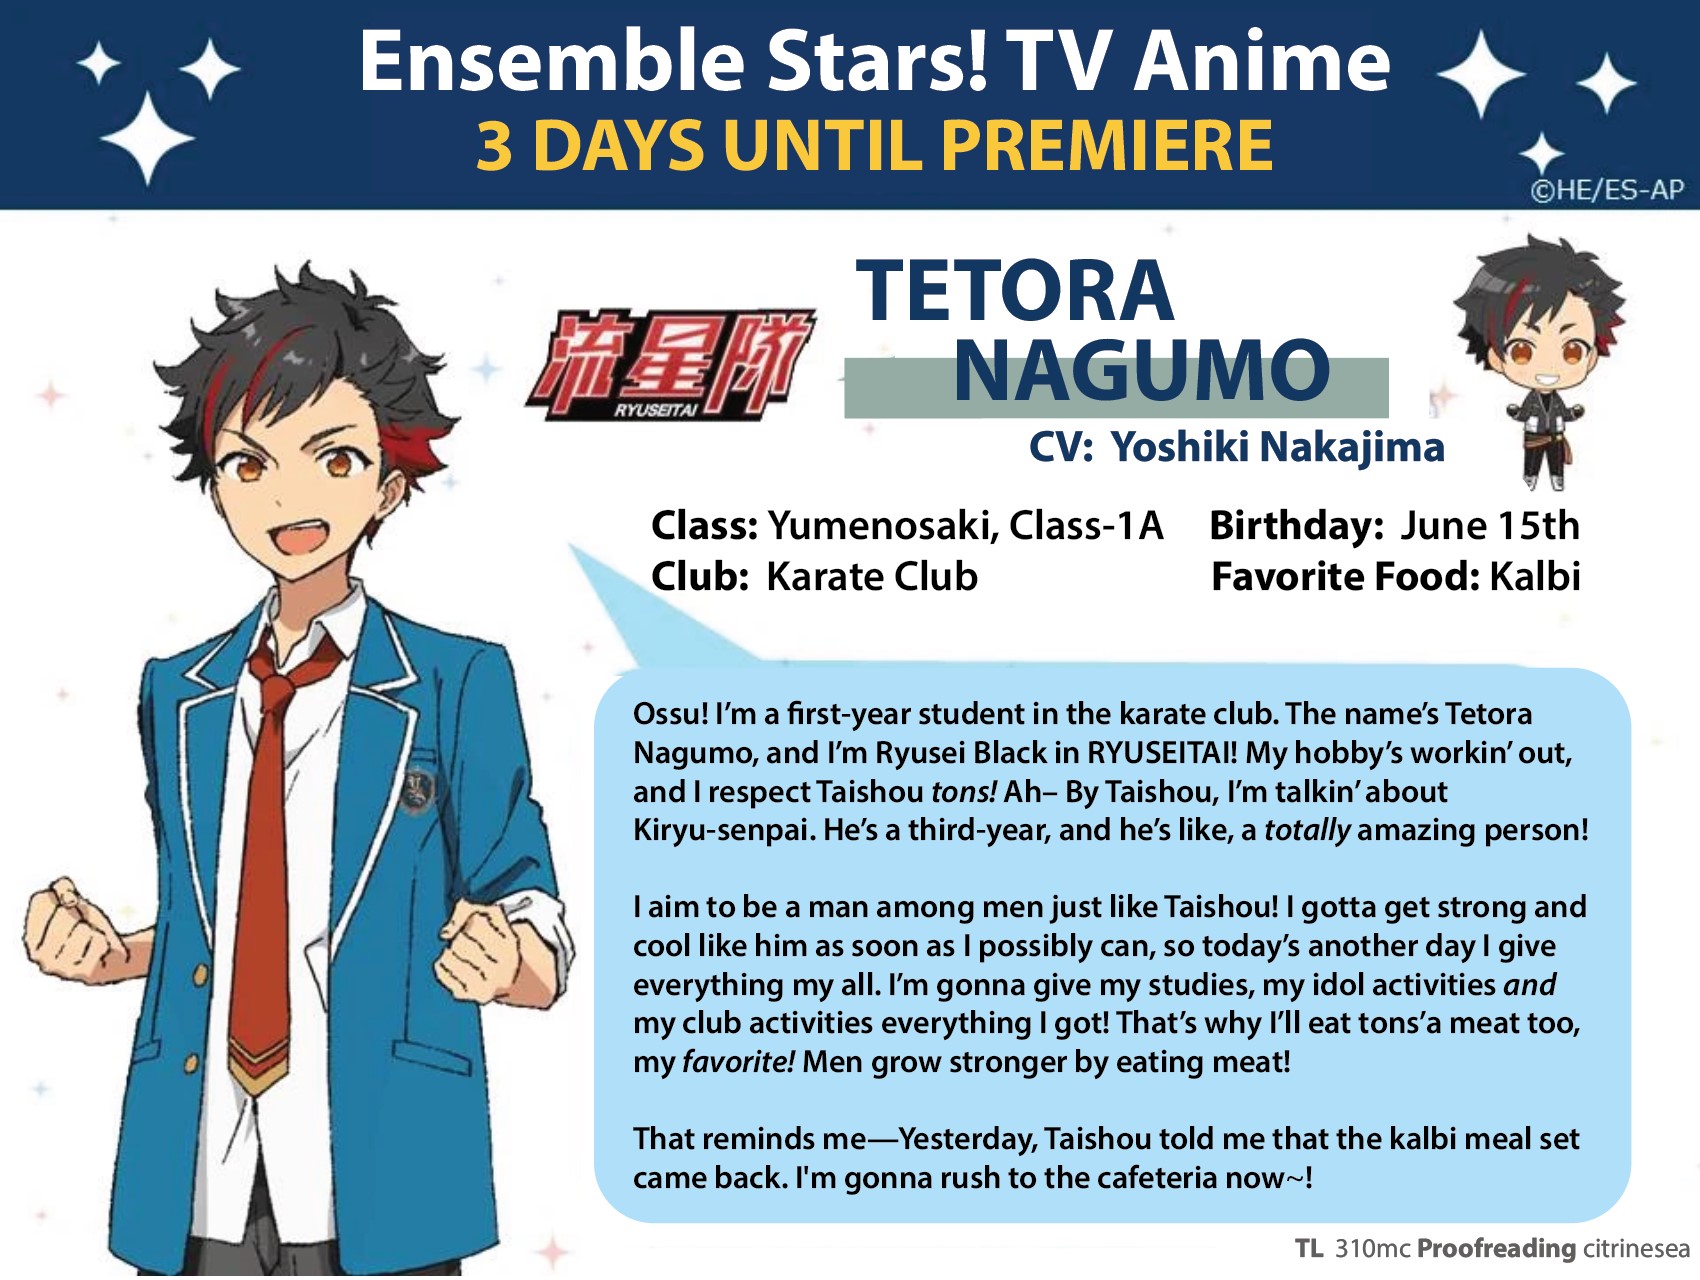 Ensemble Stars! TV Anime
3 DAYS UNTIL PREMIERE
©HE/ES-AP
流星隊
RYUSEITAI
TETORA
NAGUMO
CV: Yoshiki Nakajima
Class: Yumenosaki, Class-1A
Birthday: June 15th
Club: Karate Club
Favorite Food: Kalbi
Ossu! I'm a first-year student in the karate club. The name's Tetora
Nagumo, and I'm Ryusei Black in RYUSEITAI! My hobby's workin' out,
and I respect Taishou tons! Ah– By Taishou, I'm talkin' about
Kiryu-senpai. He's a third-year, and he's like, a totally amazing person!
I aim to be a man among men just like Taishou! I gotta get strong and
cool like him as soon as I possibly can, so today's another day I give
everything my all. I'm gonna give my studies, my idol activities and
my club activities everything I got! That's why I'll eat tons'a meat too,
my favorite! Men grow stronger by eating meat!
That reminds me—Yesterday, Taishou told me that the kalbi meal set
came back. I'm gonna rush to the cafeteria now~!
TL 310mc Proofreading citrinesea